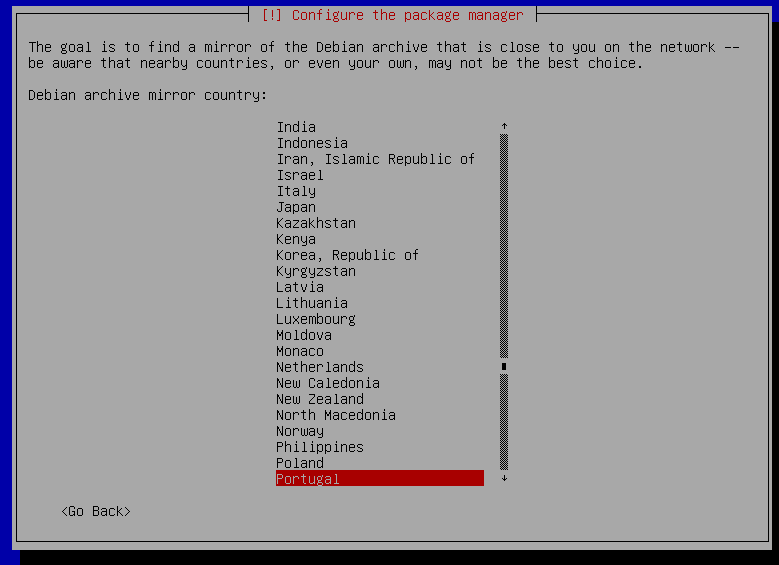 [!] Configure the package manager
The goal is to find a mirror of the Debian archive that is close to you on the network --
be aware that nearby countries, or even your own, may not be the best choice.
Debian archive mirror country:
India
Indonesia
Iran, Islamic Republic of
Israel
Italy
Japan
Kazakhstan
Kenya
Korea, Republic of
Kyrgyzstan
Latvia
Lithuania
Luxembourg
Moldova
Monaco
Netherlands
New Caledonia
New Zealand
North Macedonia
Norway
Philippines
Poland
Portugal
<Go Back>